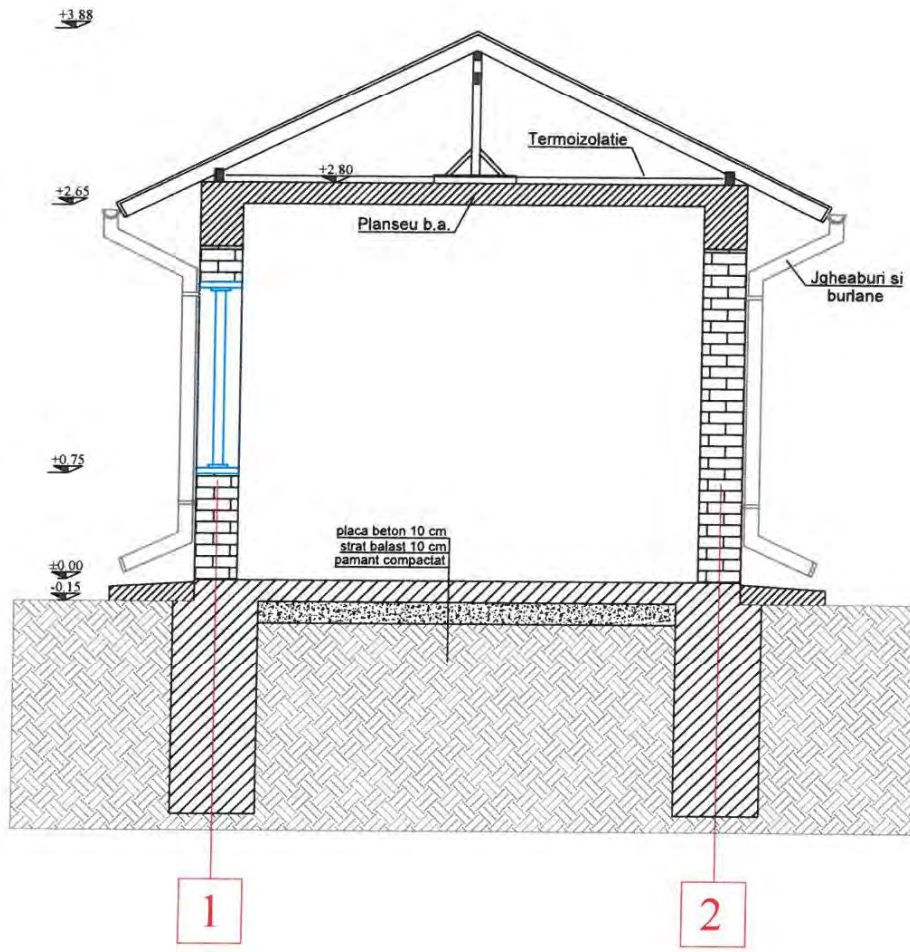 +3.88
Termoizolatie
+2.80
+2.65
Planseu b.a.
Jgheaburi si
burlane
+0.75
placa beton 10 cm
strat balast 10 cm
pamant compactat
±0.00
-0.15
1
2